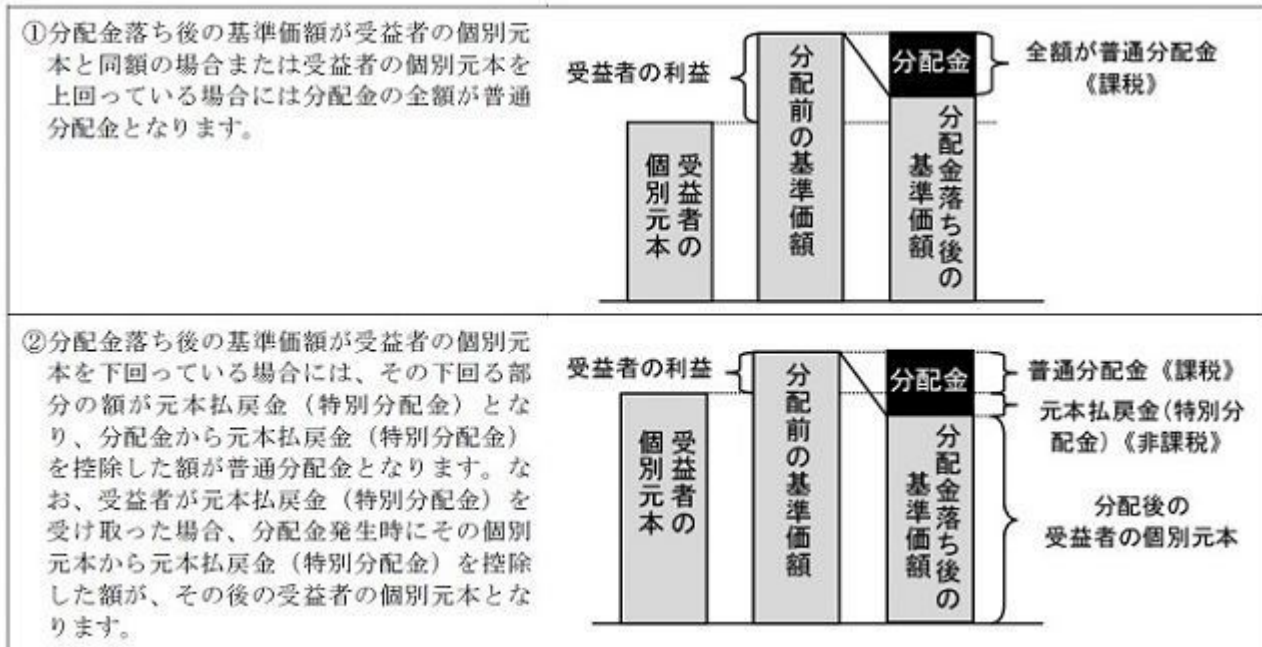 ①分配金落ち後の基準価額が受益者の個別元
本と同額の場合または受益者の個別元本を
上回っている場合には分配金の全額が普通
分配金となります。
受益者の利益
受益者の
個別元本
分配前の基準価額
分配金
分配金落ち後の
基準価額
全額が普通分配金
《課税》
②分配金落ち後の基準価額が受益者の個別元
本を下回っている場合には、その下回る部
分の額が元本払戻金（特別分配金）とな
り、分配金から元本払戻金（特別分配金）
を控除した額が普通分配金となります。な
お、受益者が元本払戻金（特別分配金）を
受け取った場合、分配金発生時にその個別
元本から元本払戻金（特別分配金）を控除
した額が、その後の受益者の個別元本とな
ります。
受益者の利益
受益者の
個別元本
分配前の基準価額
分配金
分配金落ち後の
基準価額
普通分配金《課税》
元本払戻金(特別分
配金)《非課税》
分配後の
受益者の個別元本